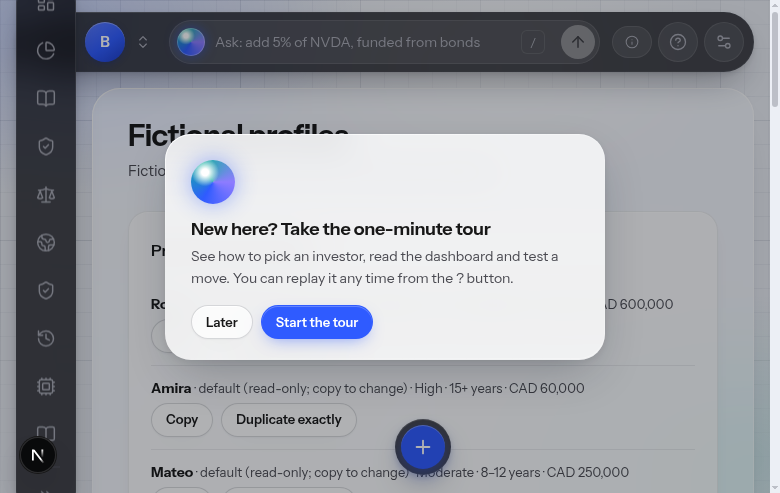 B
Ask: add 5% of NVDA, funded from bonds
/
Fictional profiles
Fictio
New here? Take the one-minute tour
See how to pick an investor, read the dashboard and test a
move. You can replay it any time from the ? button.
Later
Start the tour
Pr
Ro
AD 600,000
Amira · default (read-only; copy to change) · High · 15+ years · CAD 60,000
Copy
Duplicate exactly
Mateo · default (read-only; copy to change) · Moderate · 8–12 years · CAD 250,000
N